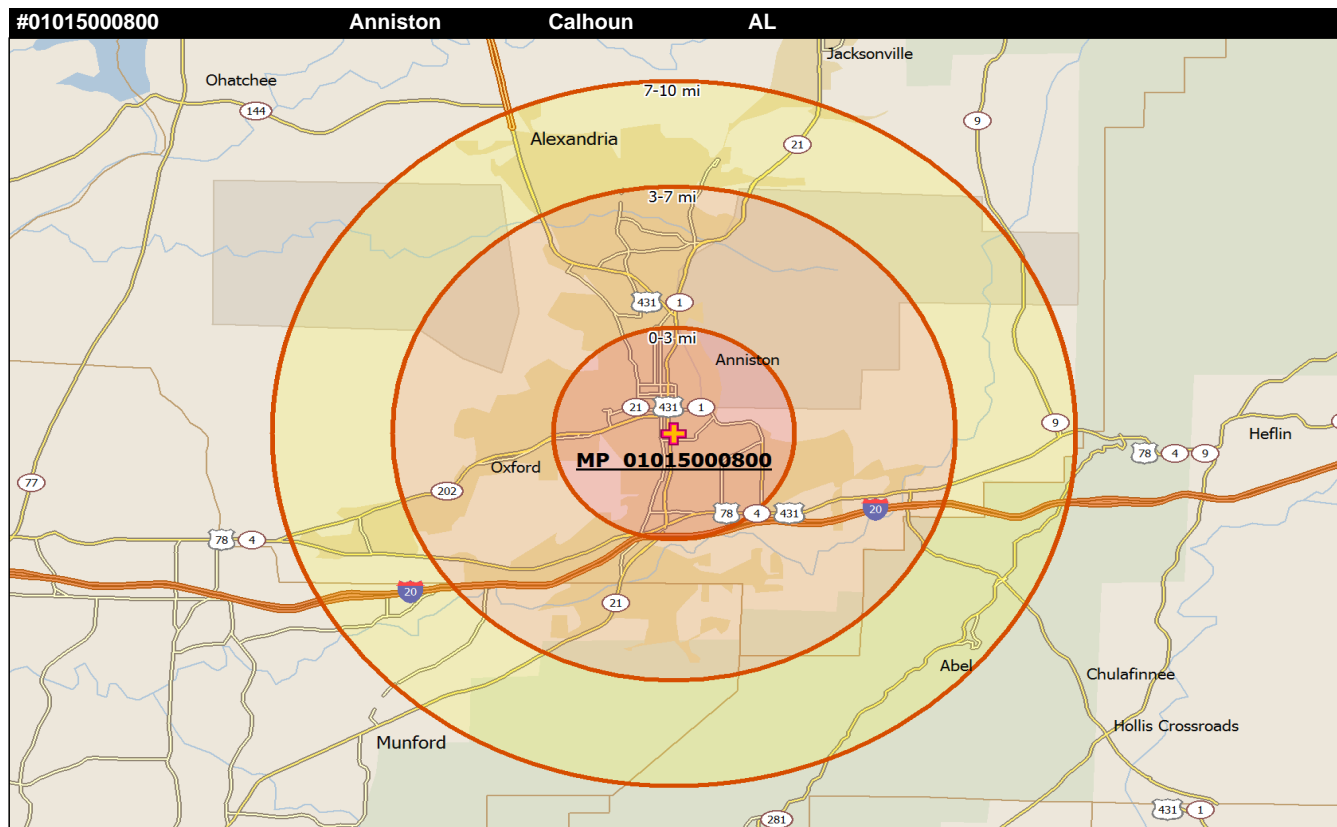 #01015000800 Anniston Calhoun AL
Jacksonville
Ohatchee
7-10 mi
144
9
Alexandria
21
3-7 mi
431 1
0-3 mi
Anniston
21 431 1
9
Heflin
MP 01015000800
78 4 9
Oxford
77
202
78 4 431
20
78 4
20
21
Abel
Chulafinnee
Hollis Crossroads
Munford
431 1
281